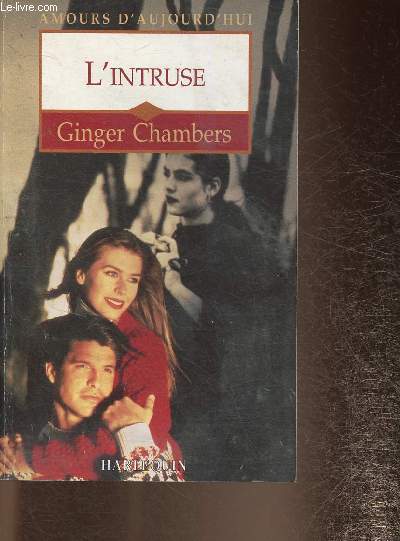 Le-livre.com
AMOURS D'AUJOURD'HUI
L'INTRUSE
Ginger Chambers
HARLEQUIN